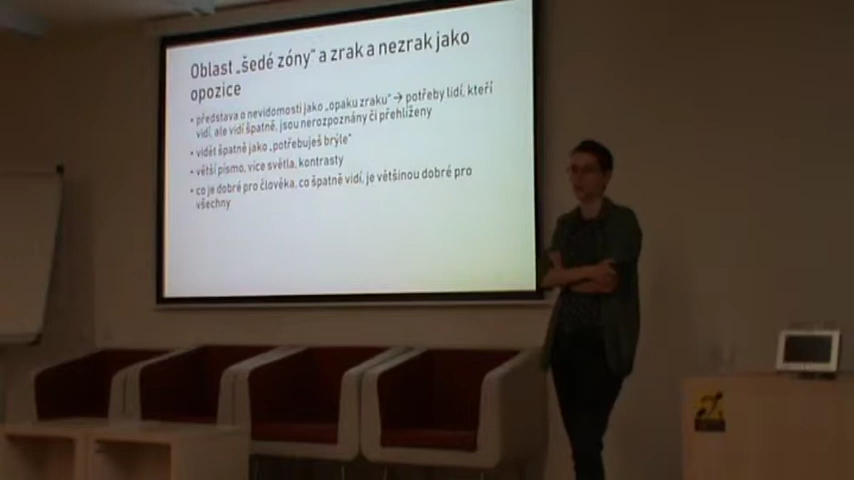 Oblast „šedé zóny“ a zrak a nezrak jako
opozice
• představa o nevidomosti jako „opaku zraku“ → potřeby lidí, kteří
vidí, ale vidí špatně, jsou nerozpoznány či přehlíženy
• vidět špatně jako „potřebuješ brýle“
• větší písmo, více světla, kontrasty
• co je dobré pro člověka, co špatně vidí, je většinou dobré pro
všechny